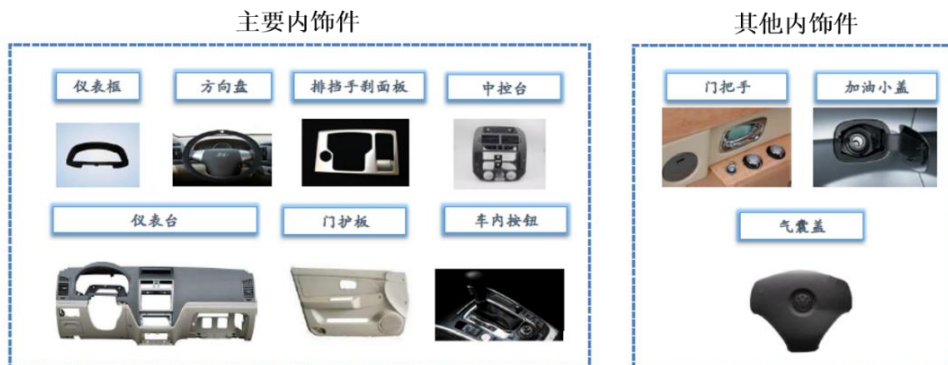 主要内饰件
其他内饰件
仪表框
方向盘
排挡手刹面板
中控台
仪表台
门护板
车内按钮
门把手
加油小盖
气囊盖